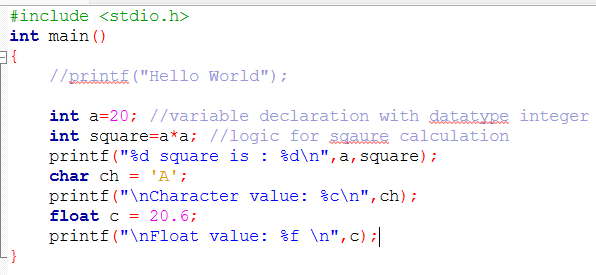 #include <stdio.h>
int main()
{
//printf("Hello World");
int a=20; //variable declaration with datatype integer
int square=a*a; //logic for sqaure calculation
printf("%d square is : %d\n",a,square);
char ch = 'A';
printf("\nCharacter value: %c\n",ch);
float c = 20.6;
printf("\nFloat value: %f \n",c);
}